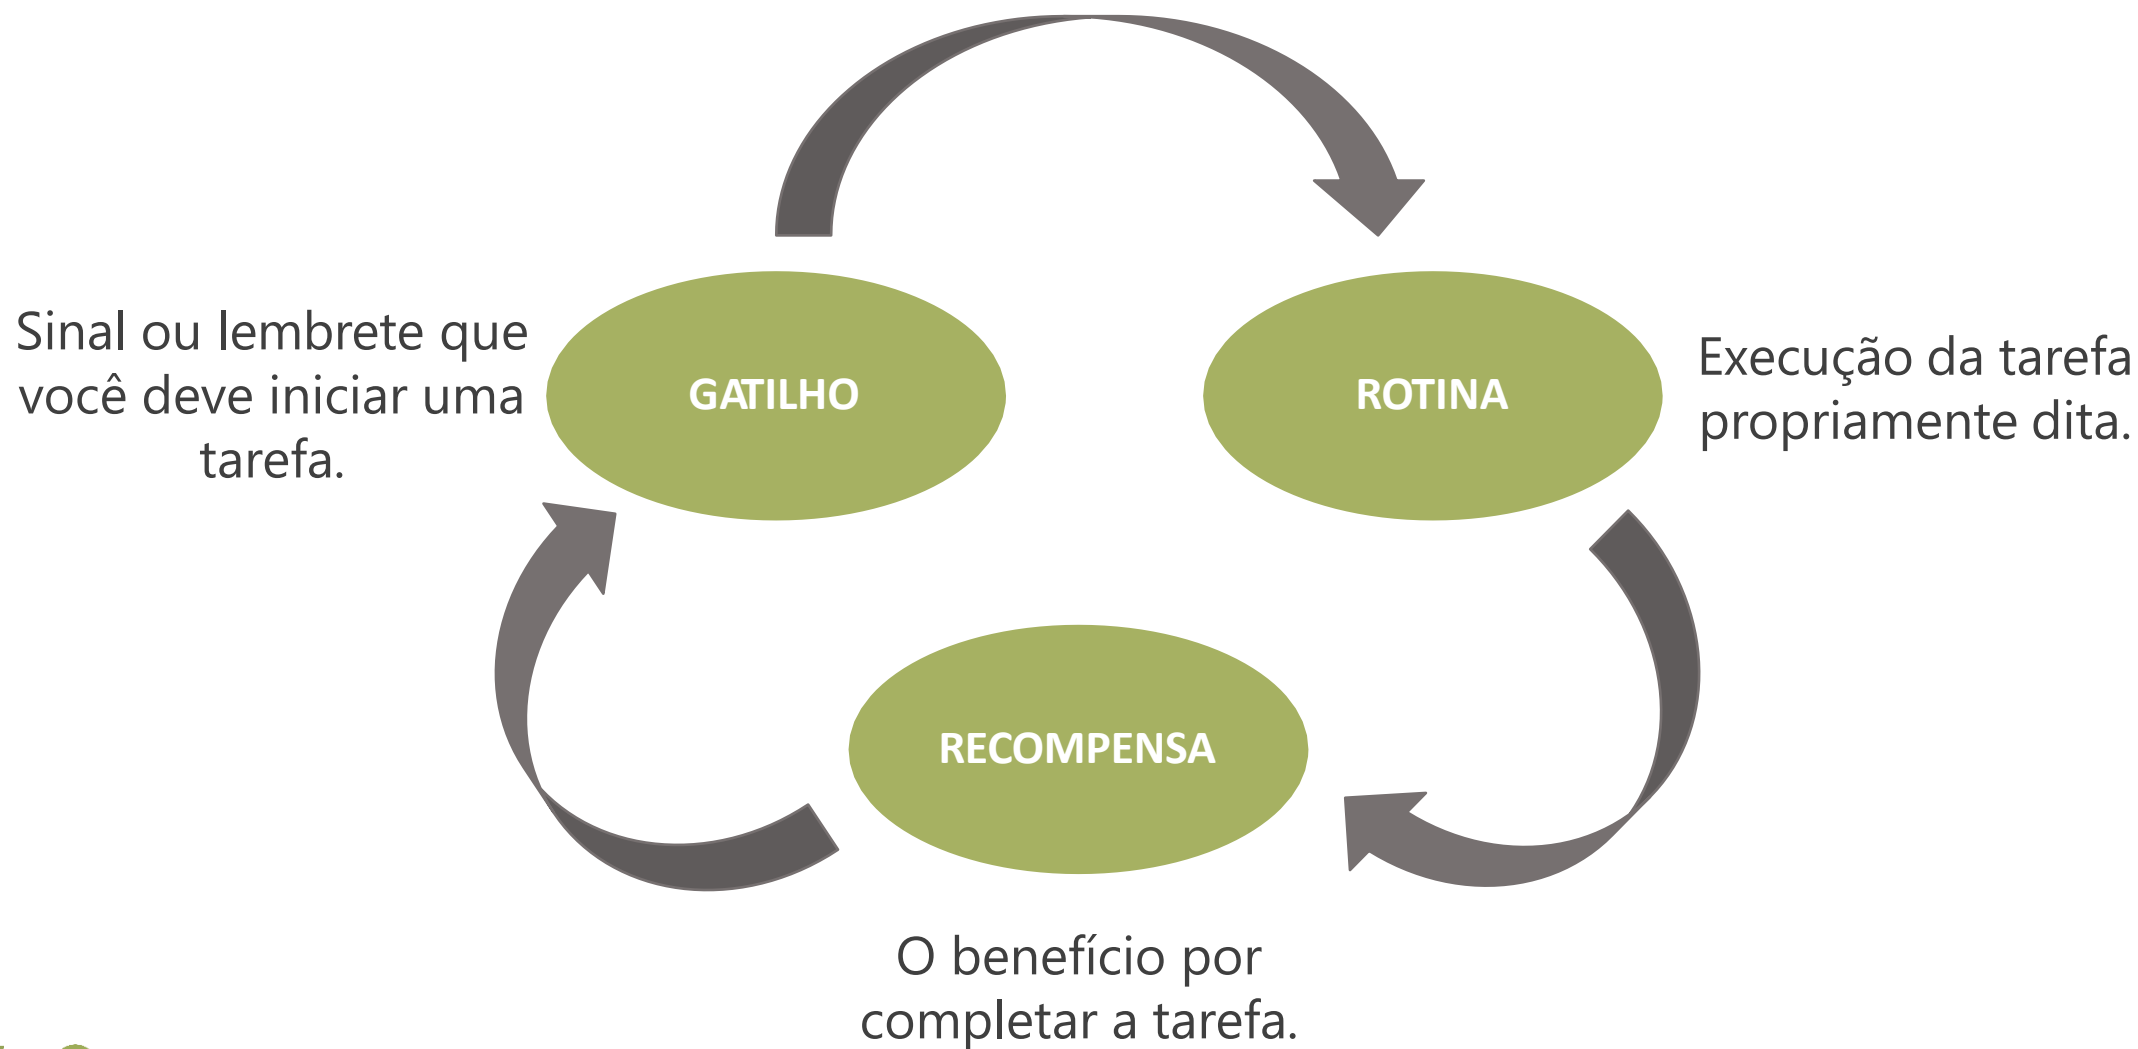 Sinal ou lembrete que
você deve iniciar uma
tarefa.
GATILHO
ROTINA
Execução da tarefa
propriamente dita.
RECOMPENSA
O benefício por
completar a tarefa.